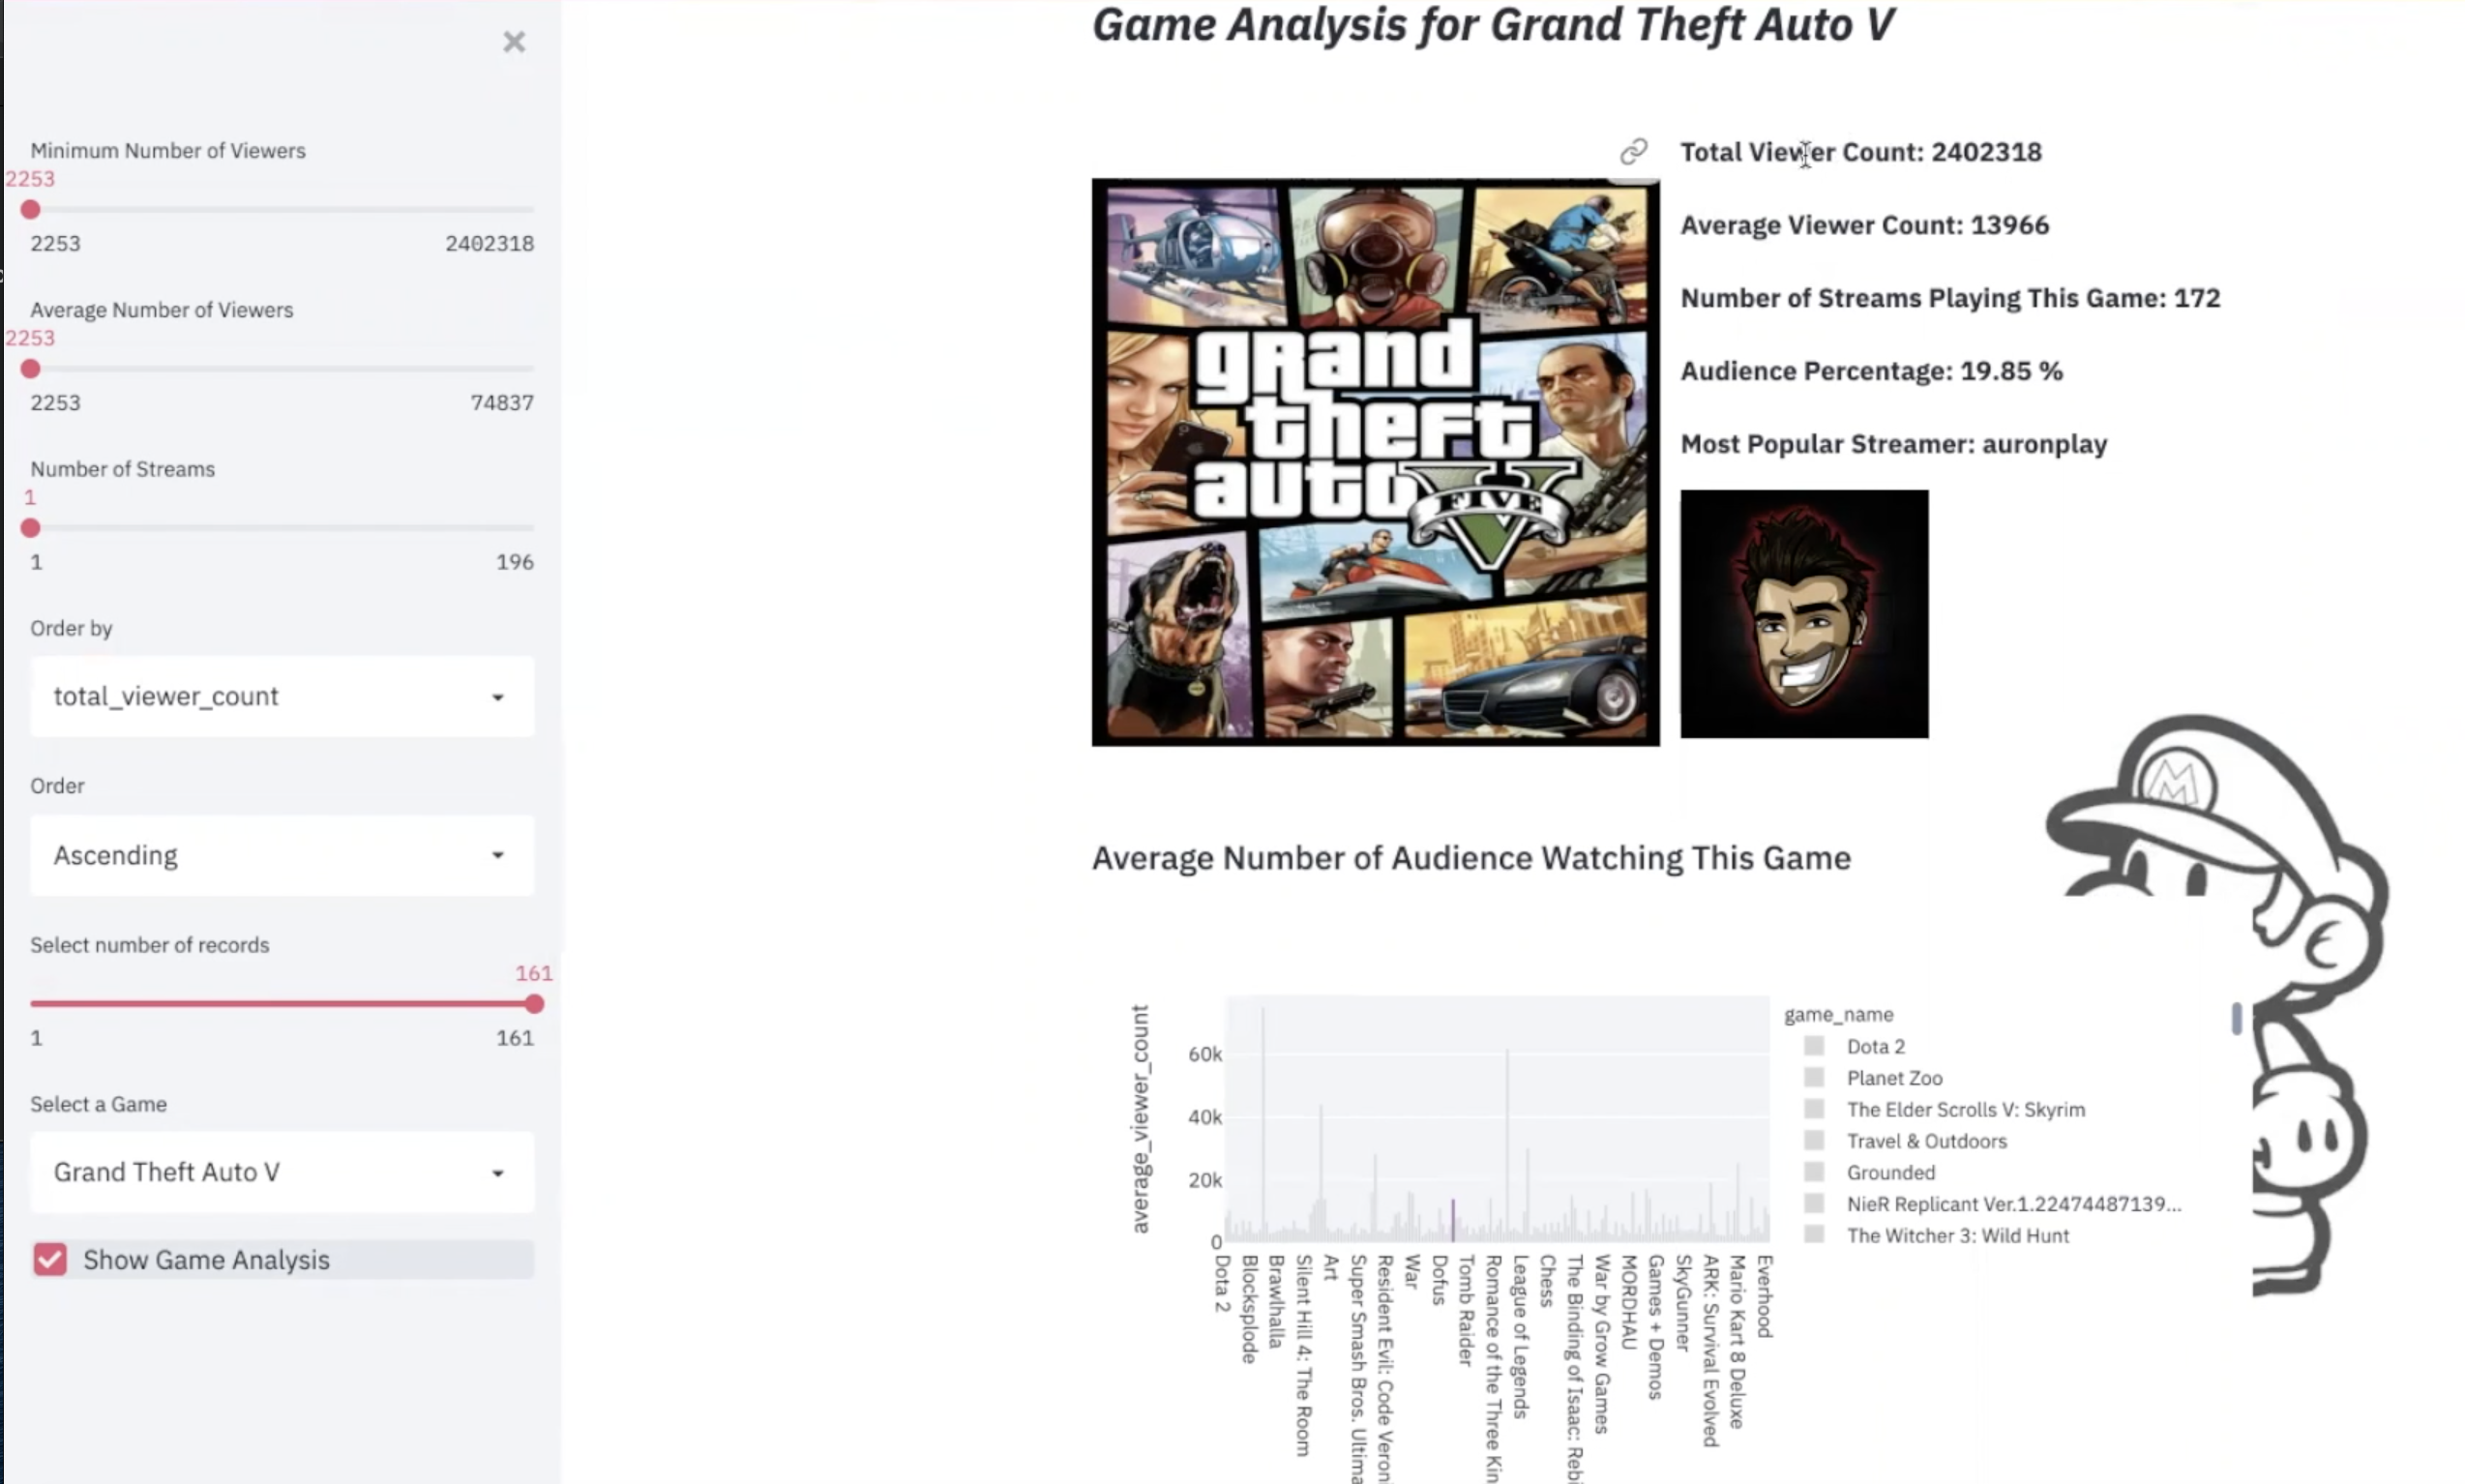 Minimum Number of Viewers
2253
2253 2402318
Average Number of Viewers
2253
2253 74837
Number of Streams
1
1 196
Order by
total_viewer_count
Order
Ascending
Select number of records
161
1 161
Select a Game
Grand Theft Auto V
Show Game Analysis
Game Analysis for Grand Theft Auto V
grand
theft
auto V
FIVE
Total Viewer Count: 2402318
Average Viewer Count: 13966
Number of Streams Playing This Game: 172
Audience Percentage: 19.85 %
Most Popular Streamer: auronplay
M
Average Number of Audience Watching This Game
average_viewer_count
60k
40k
20k
0
Dota 2
Blocksplode
Brawlhalla
Silent Hill 4: The Room
Art
Super Smash Bros. Ultima
Resident Evil: Code Veron
War
Dofus
Tomb Raider
Romance of the Three Kin
League of Legends
Chess
The Binding of Isaac: Reb
War by Grow Games
MORDHAU
Games + Demos
SkyGunner
ARK: Survival Evolved
Mario Kart 8 Deluxe
Everhood
game_name
Dota 2
Planet Zoo
The Elder Scrolls V: Skyrim
Travel & Outdoors
Grounded
NieR Replicant Ver.1.22474487139...
The Witcher 3: Wild Hunt